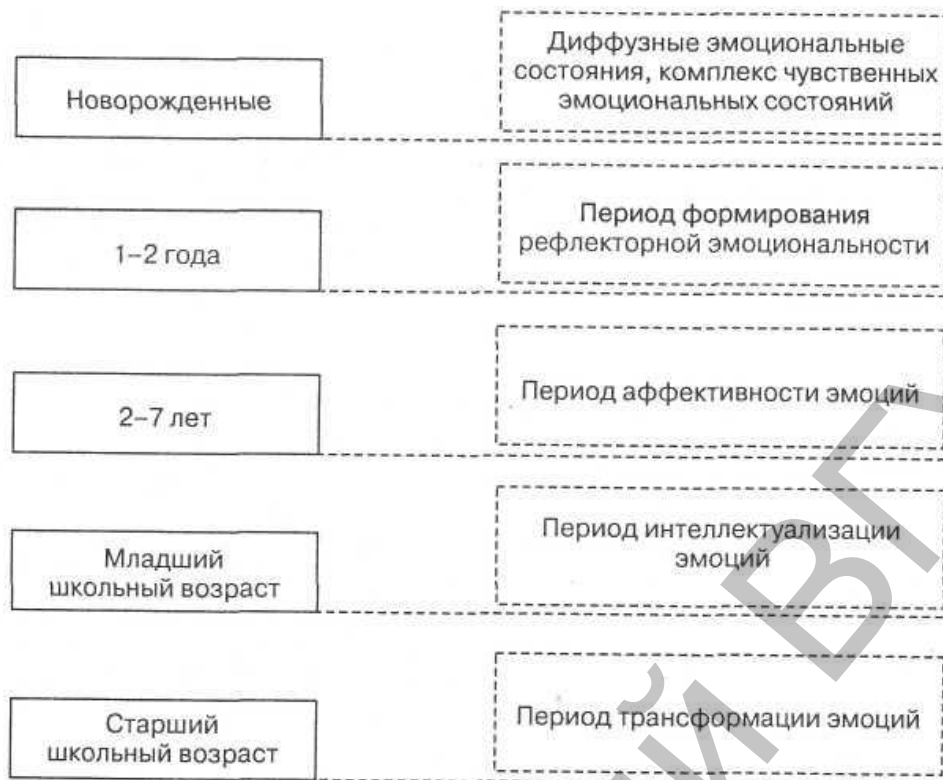 Новорожденные
Диффузные эмоциональные
состояния, комплекс чувственных
эмоциональных состояний
1–2 года
Период формирования
рефлекторной эмоциональности
2–7 лет
Период аффективности эмоций
Младший
школьный возраст
Период интеллектуализации
эмоций
Старший
школьный возраст
Период трансформации эмоций
ВГУ